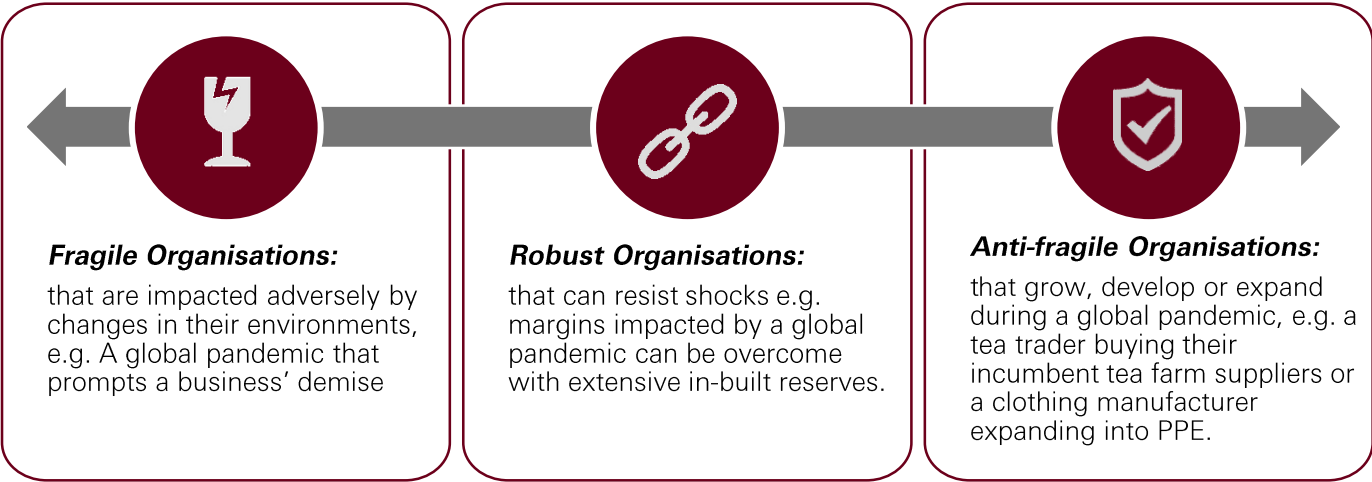 Fragile Organisations:
that are impacted adversely by
changes in their environments,
e.g. A global pandemic that
prompts a business’ demise
Robust Organisations:
that can resist shocks e.g.
margins impacted by a global
pandemic can be overcome
with extensive in-built reserves.
Anti-fragile Organisations:
that grow, develop or expand
during a global pandemic, e.g. a
tea trader buying their
incumbent tea farm suppliers or
a clothing manufacturer
expanding into PPE.